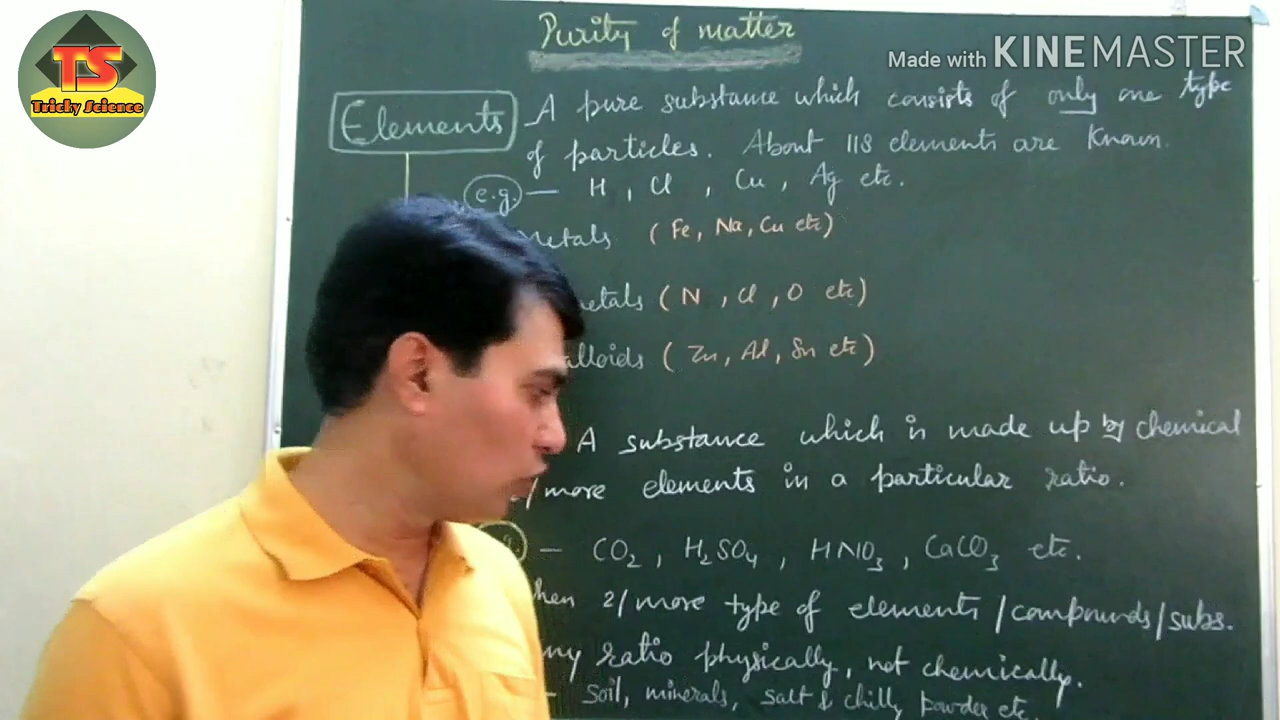 TS
Tricky Science
Purity of matter
Made with KINEMASTER
Elements
A pure substance which consists of only one type
of particles. About 118 elements are known.
e.g. — H, Cl, Cu, Ag etc.
Metals (Fe, Na, Cu etc)
etals (N, Cl, O etc)
alloids (Zn, Al, Sn etc)
A substance which is made up by chemical
/more elements in a particular ratio.
— CO2, H2SO4, HNO3, CaCO3 etc.
hen 2/more type of elements/compounds/subs.
ny ratio physically, not chemically.
— soil, minerals, salt & chilly powder etc.